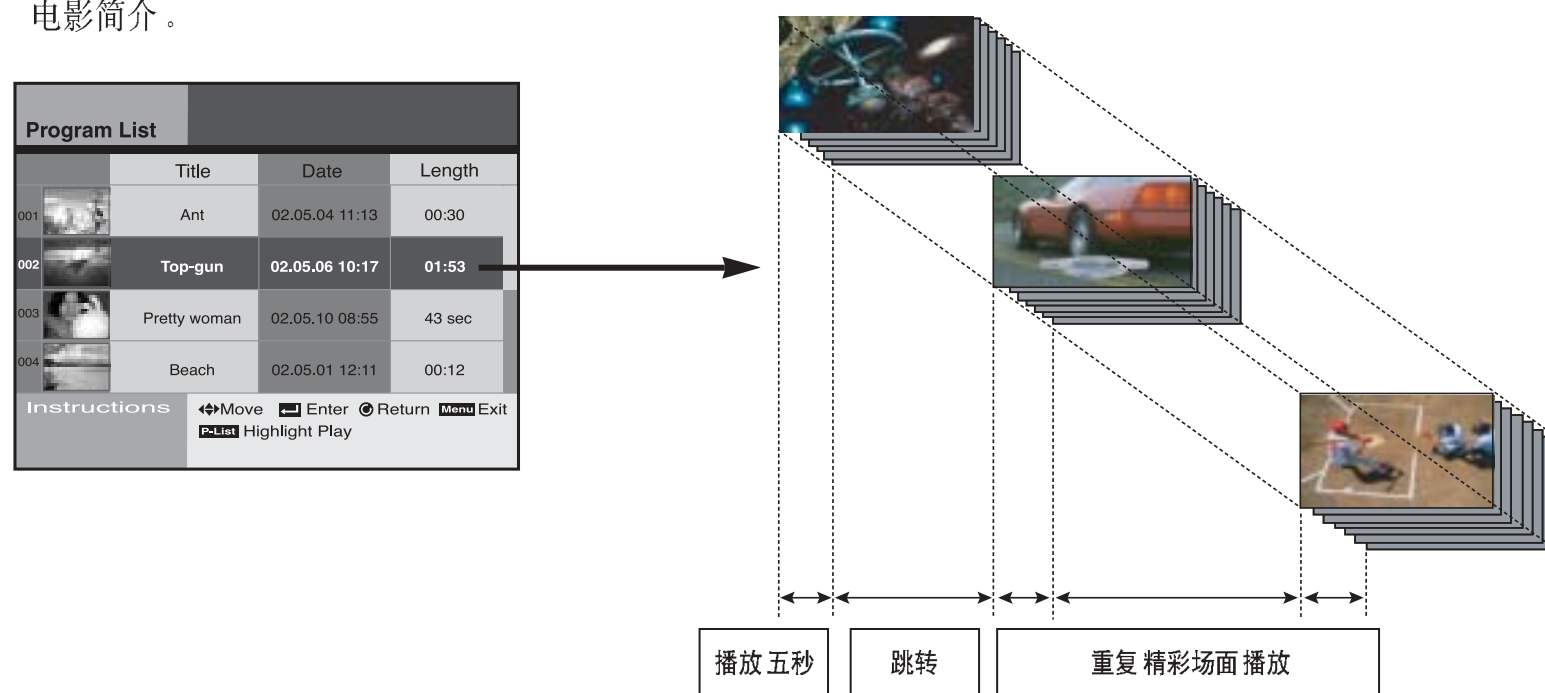 电影简介。
Program List
Title Date Length
001 Ant 02.05.04 11:13 00:30
002 Top-gun 02.05.06 10:17 01:53
003 Pretty woman 02.05.10 08:55 43 sec
004 Beach 02.05.01 12:11 00:12
Instructions Move Enter Return Menu Exit
P-List Highlight Play
播放五秒 跳转 重复精彩场面播放